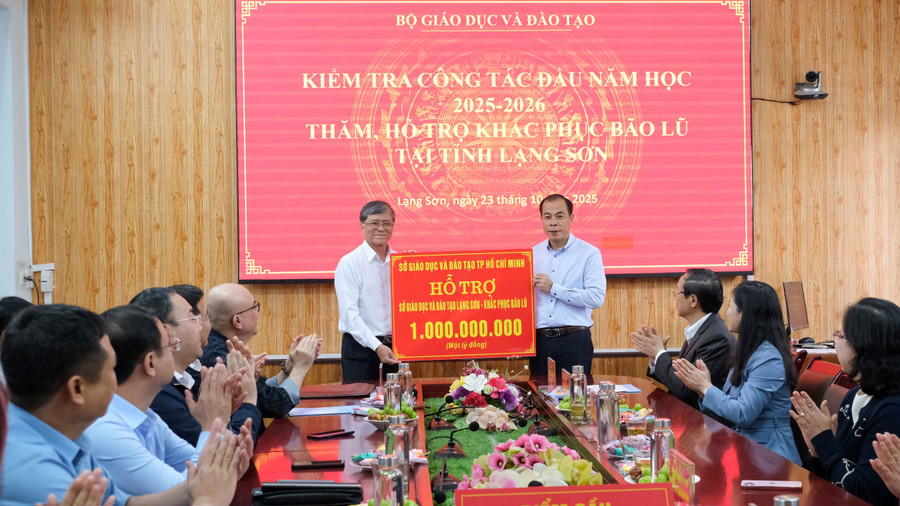 BỘ GIÁO DỤC VÀ ĐÀO TẠO
KIỂM TRA CÔNG TÁC ĐẦU NĂM HỌC
2025-2026
THĂM, HỖ TRỢ KHẮC PHỤC BÃO LŨ
TẠI TỈNH LẠNG SƠN
Lạng Sơn, ngày 23 tháng 10 2025
SỞ GIÁO DỤC VÀ ĐÀO TẠO TP HỒ CHÍ MINH
HỖ TRỢ
SỞ GIÁO DỤC VÀ ĐÀO TẠO LẠNG SƠN - KHẮC PHỤC BÃO LŨ
1.000.000.000
(Một tỷ đồng)